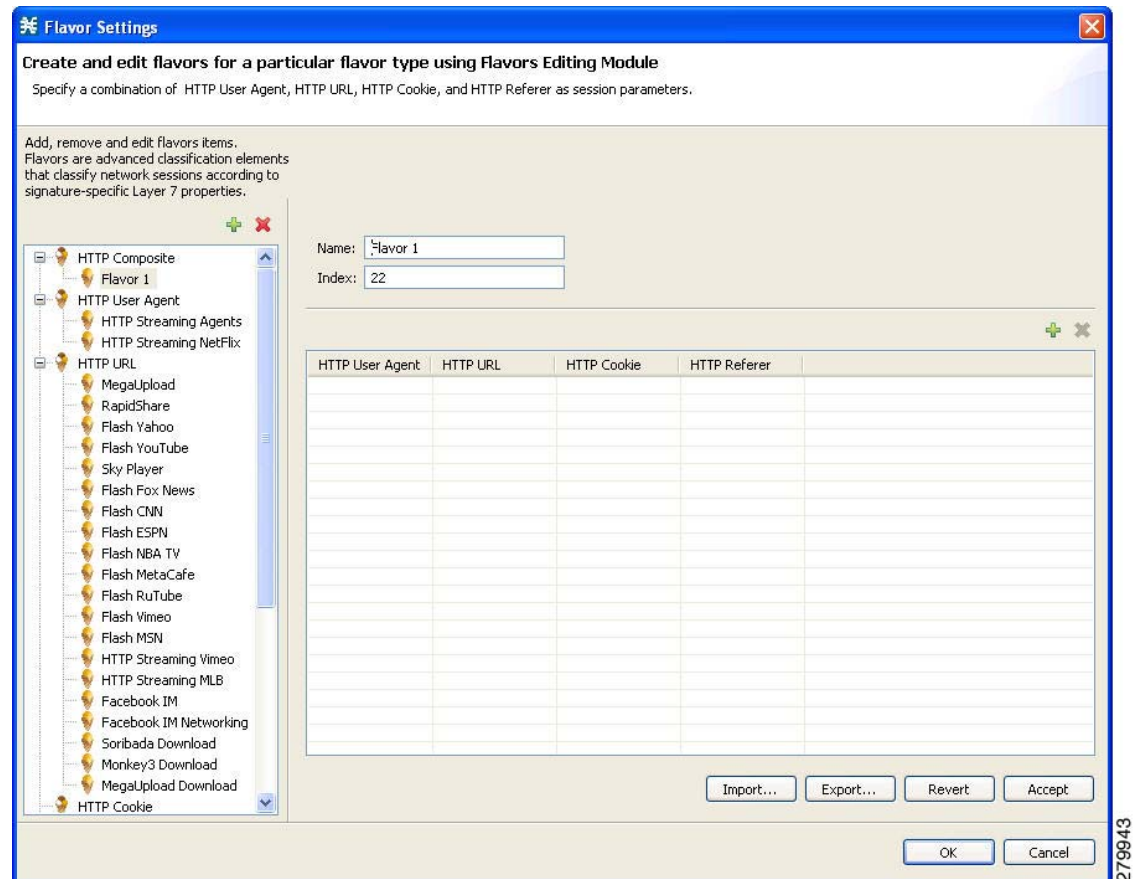 Flavor Settings
Create and edit flavors for a particular flavor type using Flavors Editing Module
Specify a combination of HTTP User Agent, HTTP URL, HTTP Cookie, and HTTP Referer as session parameters.
Add, remove and edit flavors items.
Flavors are advanced classification elements
that classify network sessions according to
signature-specific Layer 7 properties.
HTTP Composite
Flavor 1
HTTP User Agent
HTTP Streaming Agents
HTTP Streaming NetFlix
HTTP URL
MegaUpload
RapidShare
Flash Yahoo
Flash YouTube
Sky Player
Flash Fox News
Flash CNN
Flash ESPN
Flash NBA TV
Flash MetaCafe
Flash RuTube
Flash Vimeo
Flash MSN
HTTP Streaming Vimeo
HTTP Streaming MLB
Facebook IM
Facebook IM Networking
Soribada Download
Monkey3 Download
MegaUpload Download
HTTP Cookie
Name: Flavor 1
Index: 22
HTTP User Agent HTTP URL HTTP Cookie HTTP Referer
Import... Export... Revert Accept
OK Cancel
279943